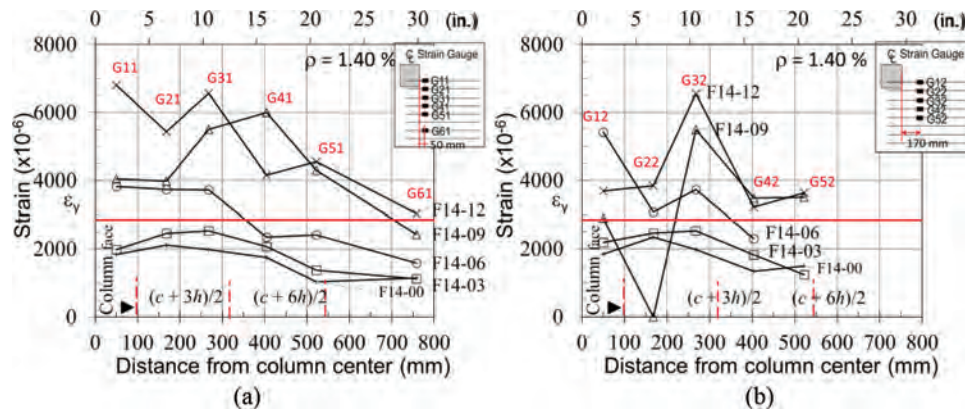 0 5 10 15 20 25 30 (in.)
8000
6000
4000
εy
2000
0
Strain (x10⁻⁶)
ρ = 1.40 %
℄ Strain Gauge
G11
G21
G31
G41
G51
G61
50 mm
G11
G21
G31
G41
G51
G61
F14-12
F14-09
F14-06
F14-00
F14-03
Column face
(c + 3h)/2
(c + 6h)/2
0 100 200 300 400 500 600 700 800
Distance from column center (mm)
(a)
0 5 10 15 20 25 30 (in.)
8000
6000
4000
εy
2000
0
Strain (x10⁻⁶)
ρ = 1.40 %
℄ Strain Gauge
G12
G22
G32
G42
G52
170 mm
G12
G22
G32
G42
G52
F14-12
F14-09
F14-06
F14-03
F14-00
Column face
(c + 3h)/2
(c + 6h)/2
0 100 200 300 400 500 600 700 800
Distance from column center (mm)
(b)